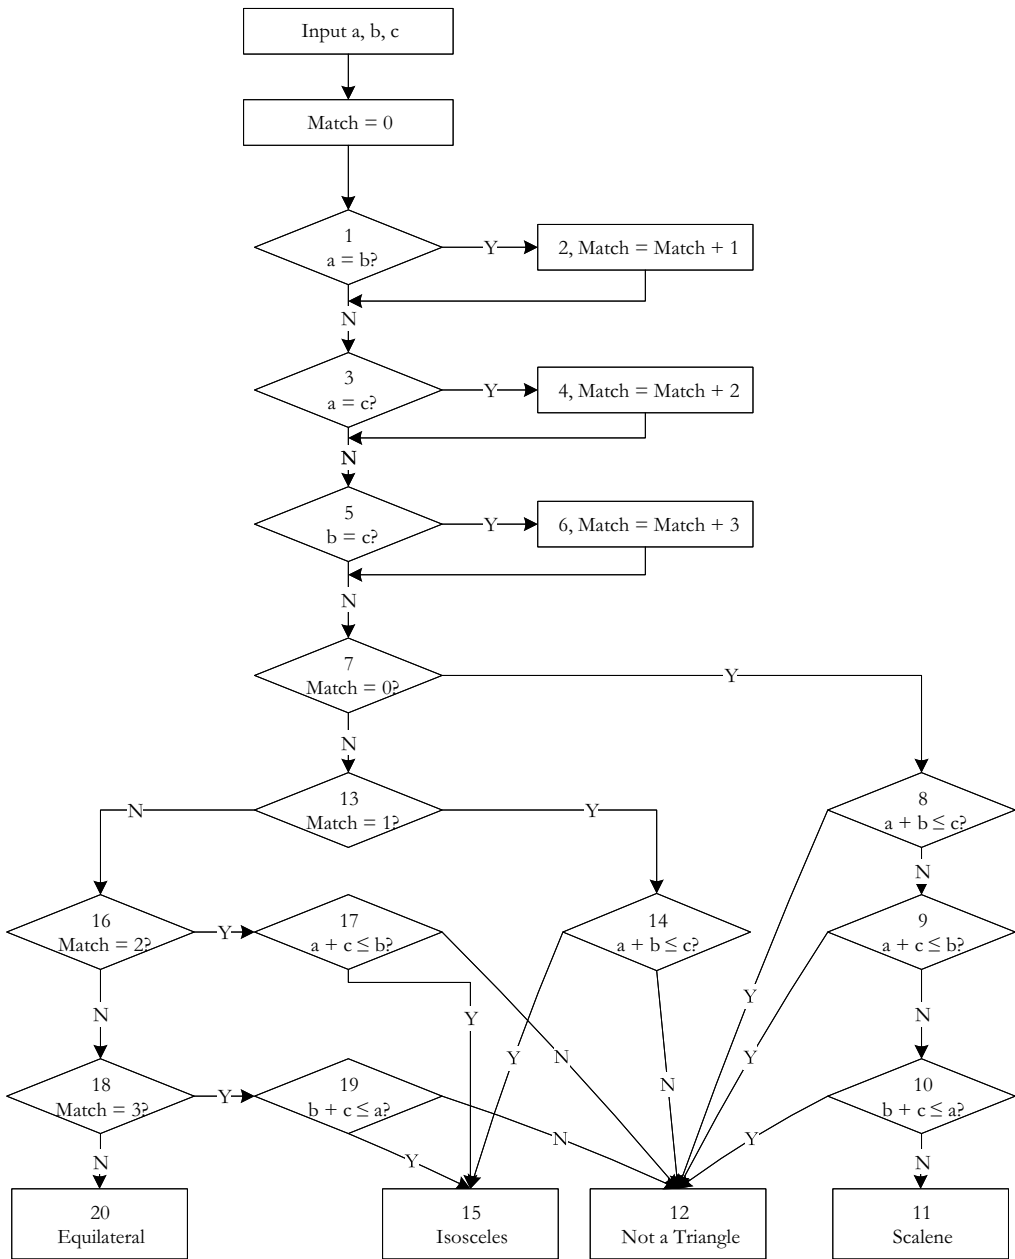 Input a, b, c
Match = 0
1
a = b?
Y
2, Match = Match + 1
N
3
a = c?
Y
4, Match = Match + 2
N
5
b = c?
Y
6, Match = Match + 3
N
7
Match = 0?
Y
N
13
Match = 1?
N
Y
8
a + b ≤ c?
N
16
Match = 2?
Y
17
a + c ≤ b?
14
a + b ≤ c?
9
a + c ≤ b?
Y
N
Y
N
Y
Y
N
N
Y
18
Match = 3?
Y
19
b + c ≤ a?
10
b + c ≤ a?
N
Y
N
Y
N
20
Equilateral
15
Isosceles
12
Not a Triangle
11
Scalene